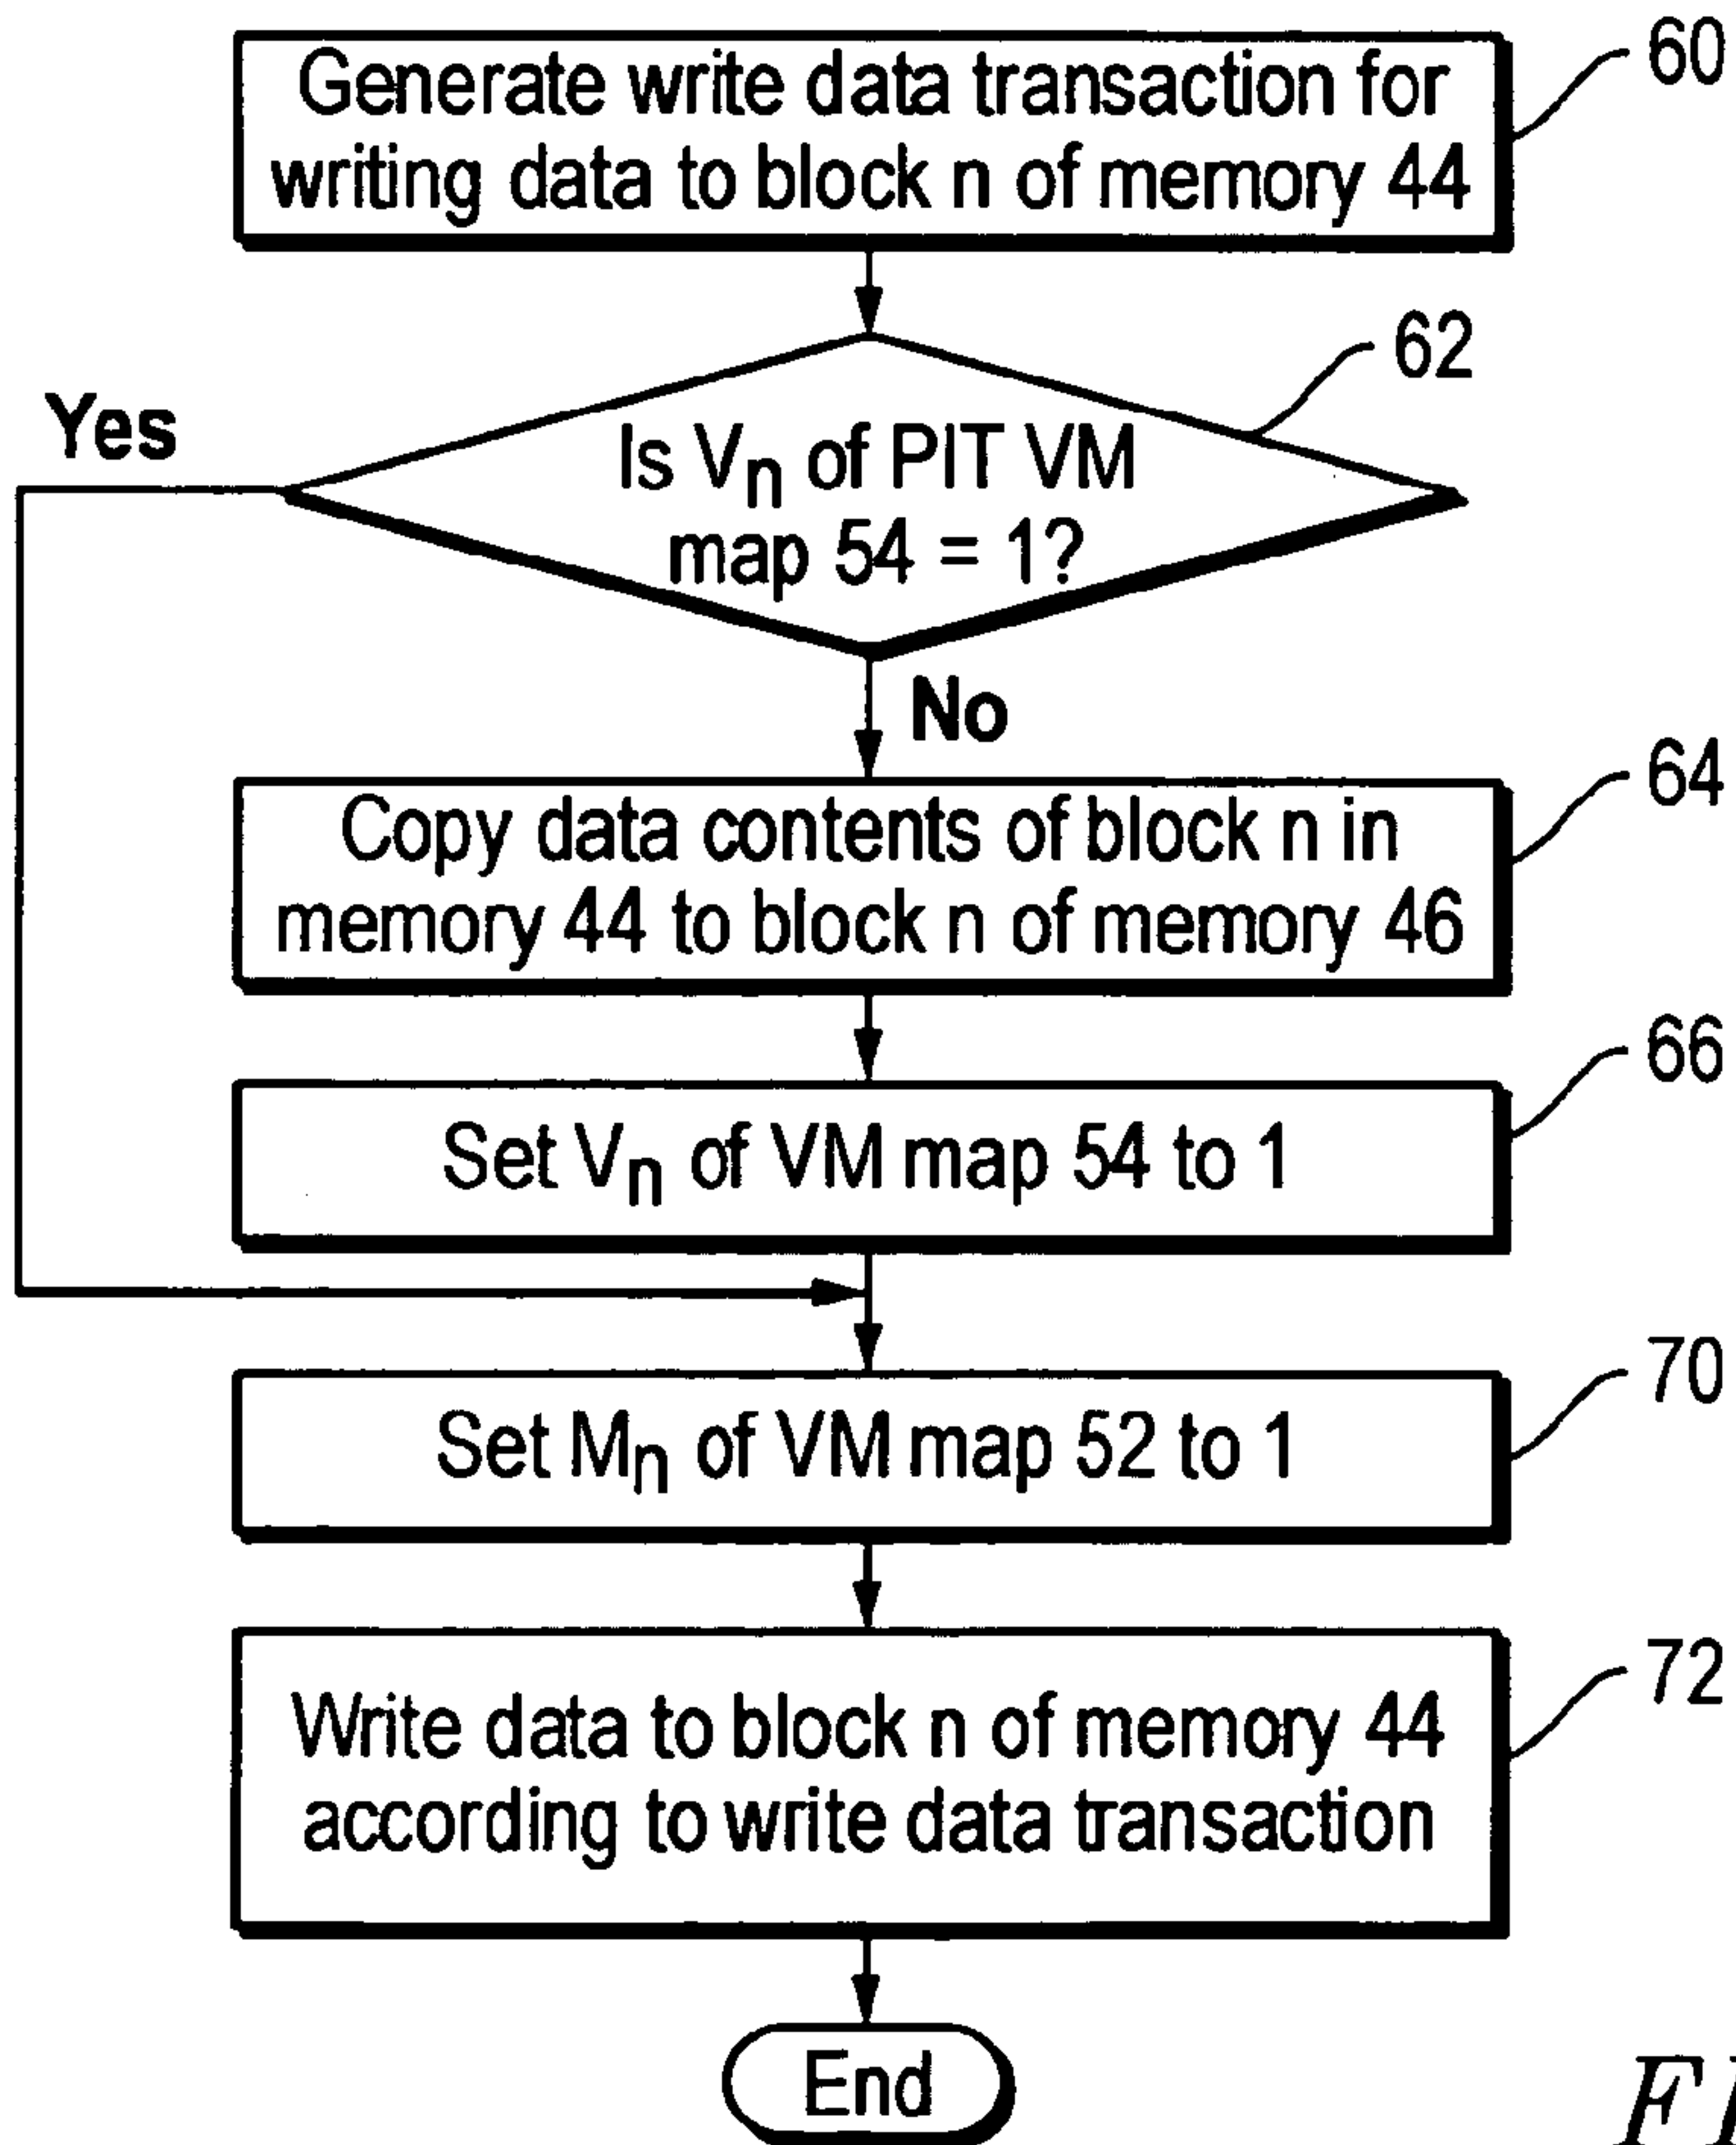 Generate write data transaction for
writing data to block n of memory 44
60
62
Yes
Is Vn of PIT VM
map 54 = 1?
No
64
Copy data contents of block n in
memory 44 to block n of memory 46
66
Set Vn of VM map 54 to 1
70
Set Mn of VM map 52 to 1
72
Write data to block n of memory 44
according to write data transaction
End